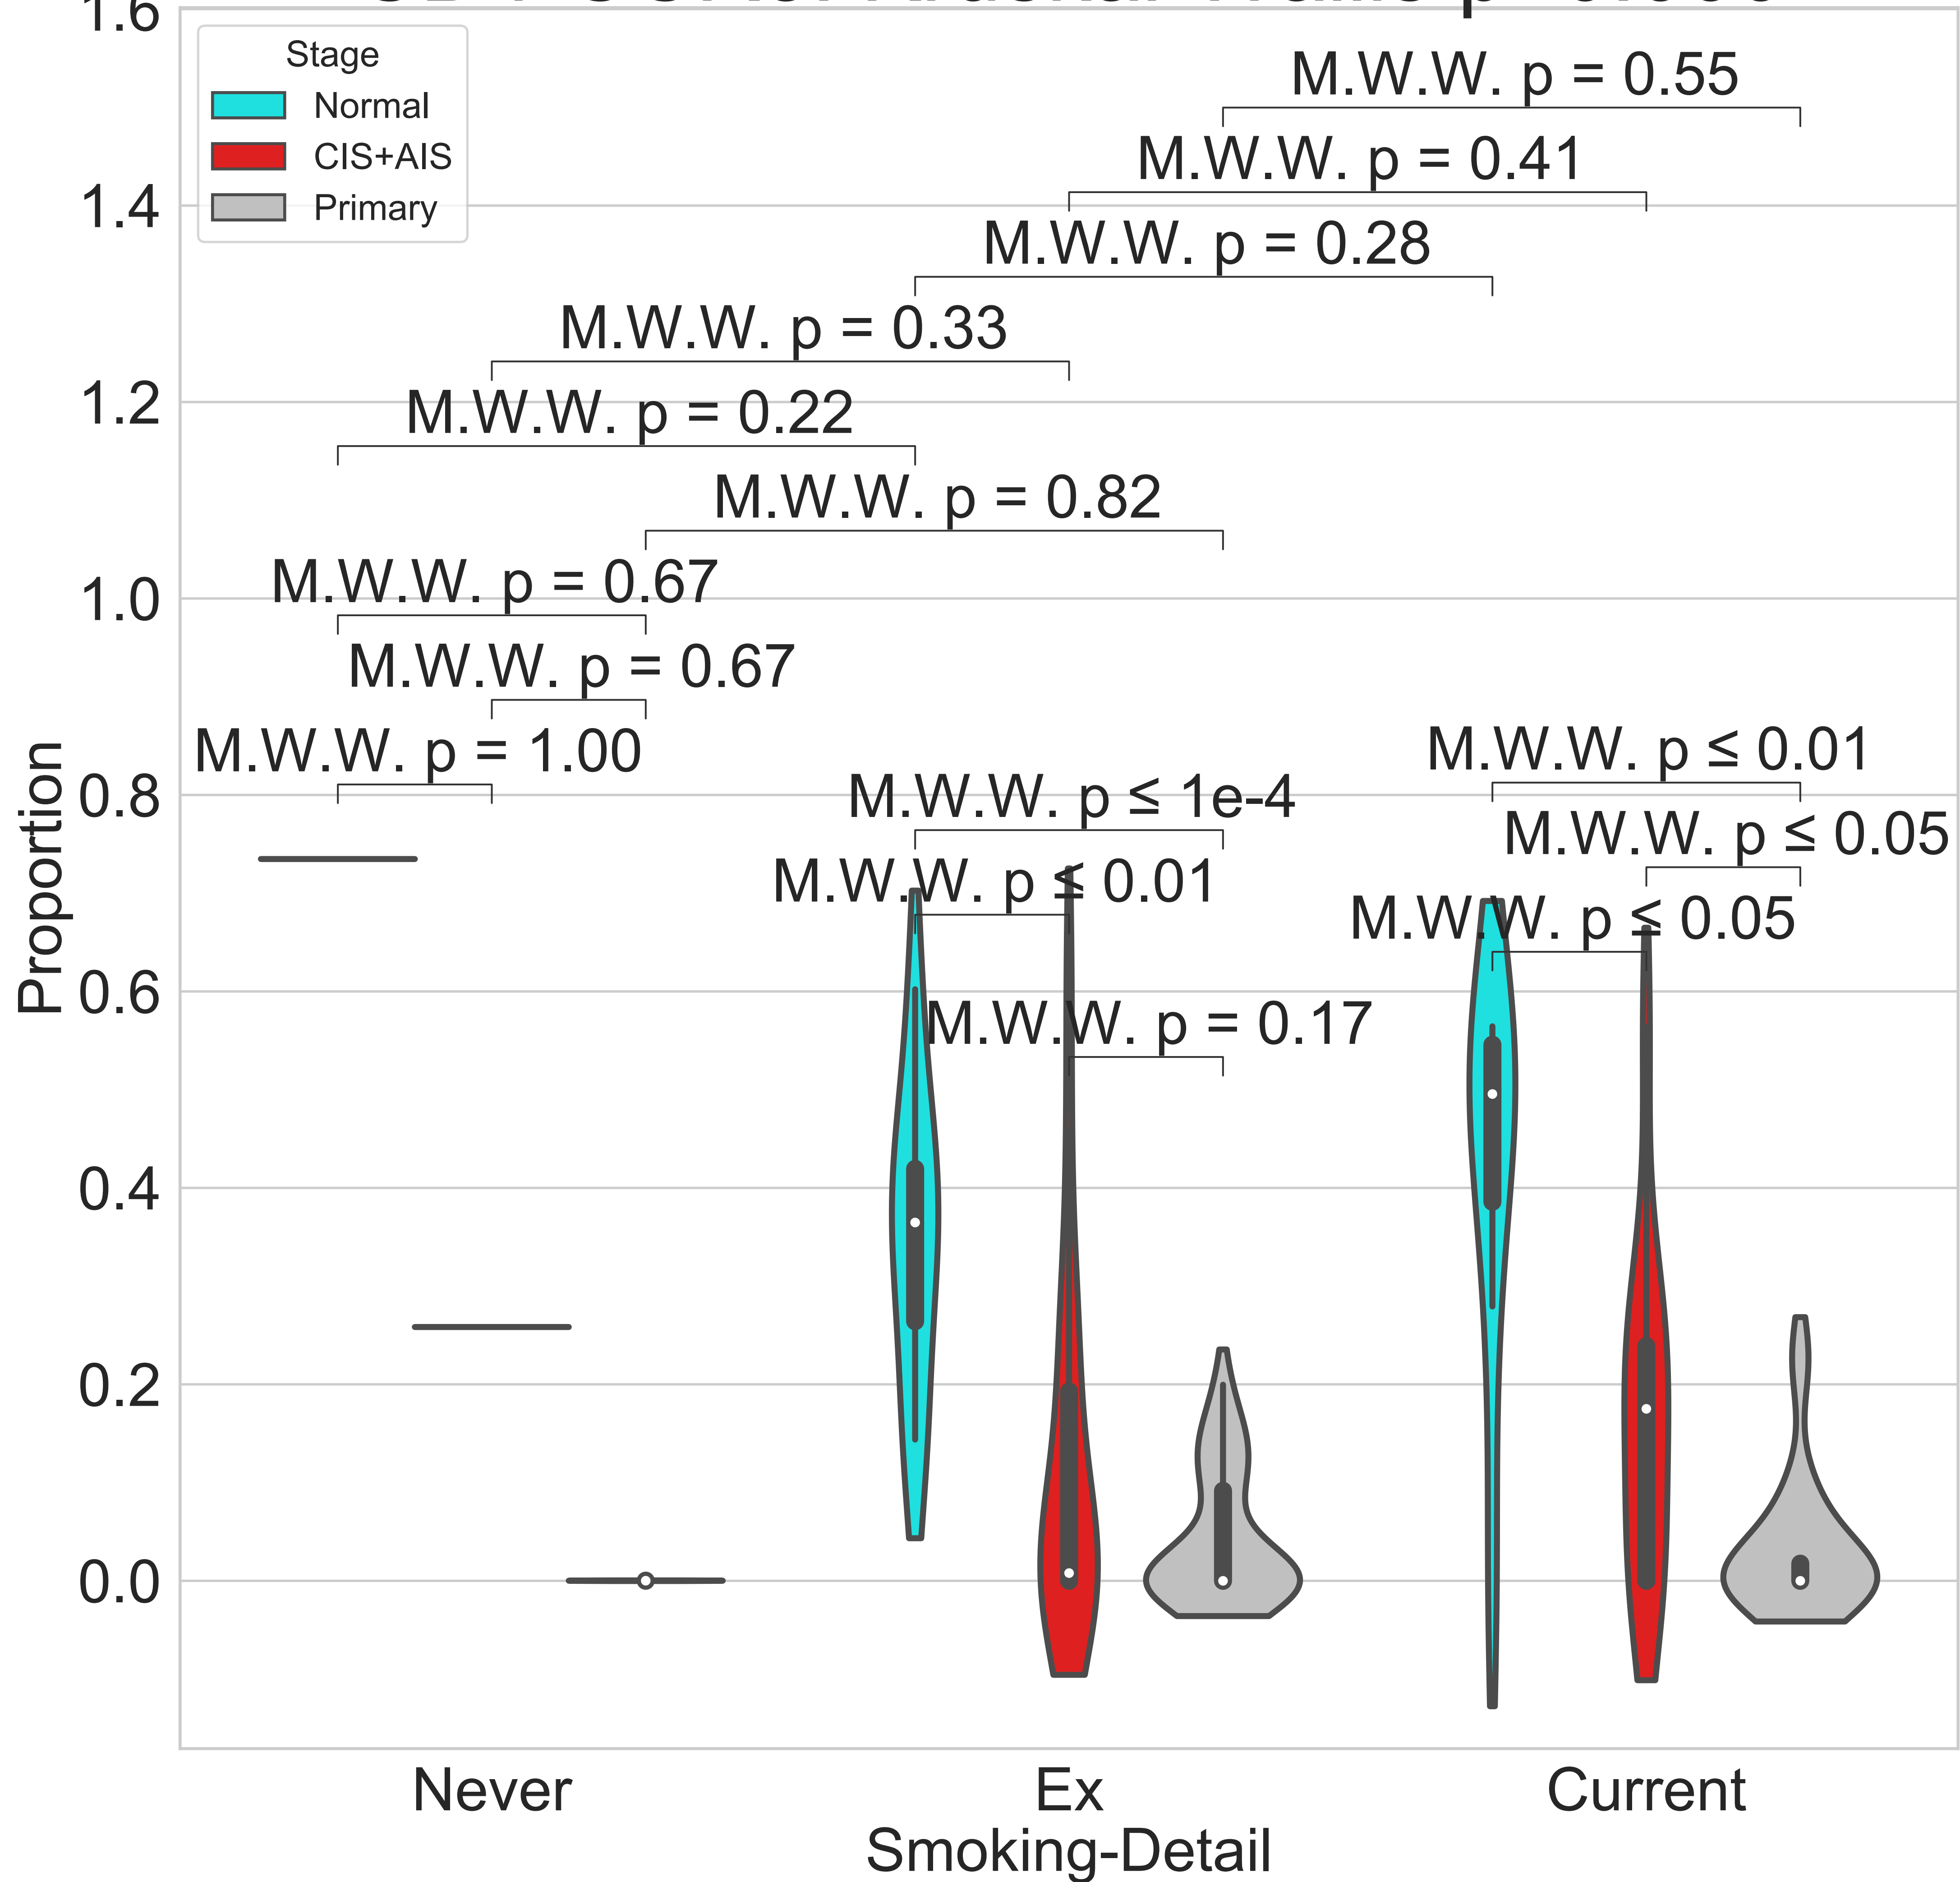 1.6
Stage
Normal
CIS+AIS
Primary
M.W.W. p = 0.55
M.W.W. p = 0.41
1.4
M.W.W. p = 0.28
M.W.W. p = 0.33
1.2
M.W.W. p = 0.22
M.W.W. p = 0.82
M.W.W. p = 0.67
1.0
M.W.W. p = 0.67
M.W.W. p = 1.00
M.W.W. p ≤ 0.01
0.8
M.W.W. p ≤ 1e-4
M.W.W. p ≤ 0.05
M.W.W. p ≤ 0.01
M.W.W. p ≤ 0.05
Proportion
0.6
M.W.W. p = 0.17
0.4
0.2
0.0
Never
Ex
Current
Smoking-Detail